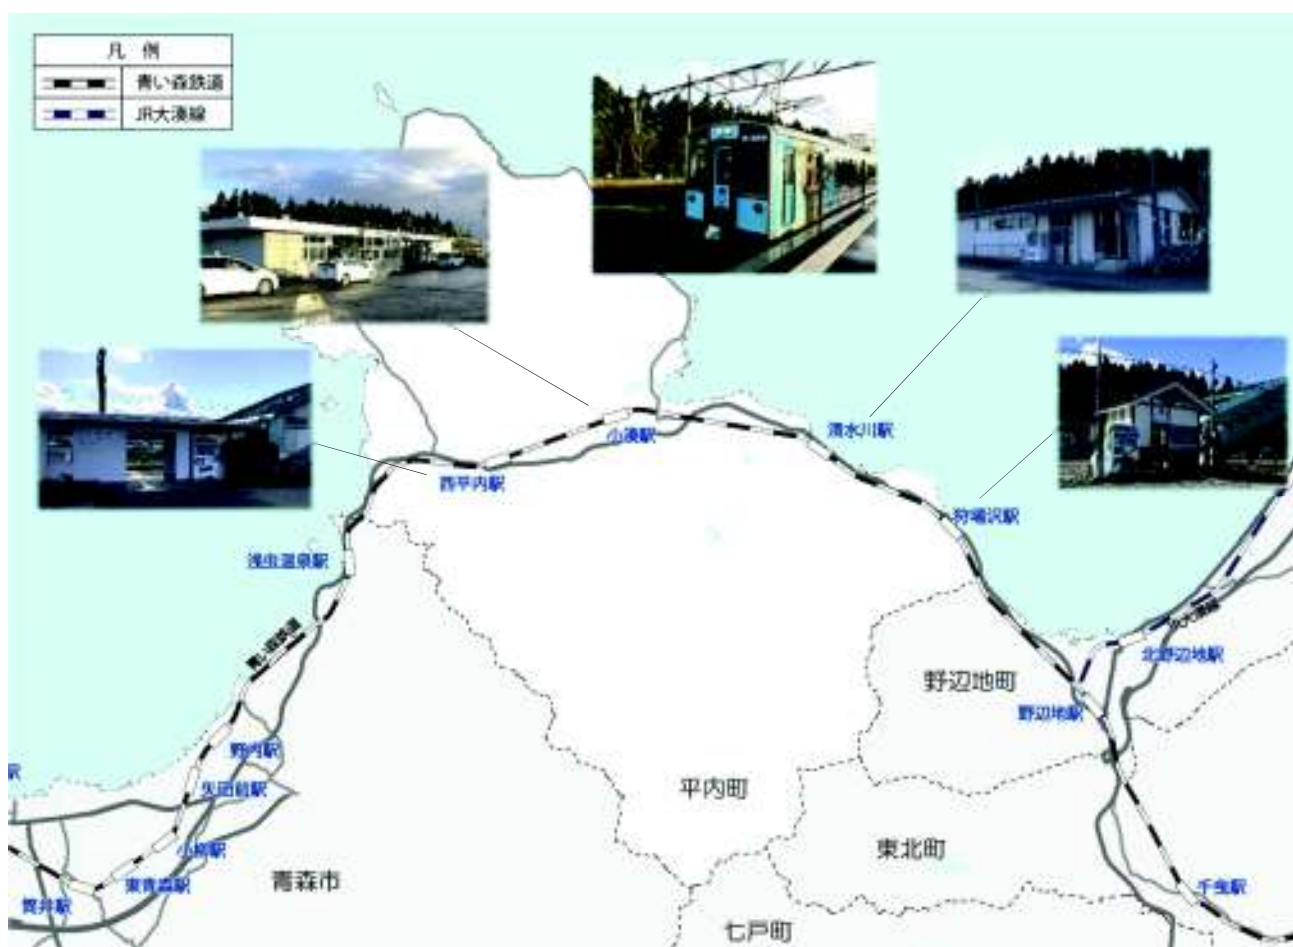 凡 例
青い森鉄道
JR大湊線
小湊駅
清水川駅
西平内駅
狩場沢駅
浅虫温泉駅
青い森鉄道
JR大湊線
北野辺地駅
野辺地町
野辺地駅
野内駅
駅
矢田前駅
平内町
小柳駅
東北町
東青森駅
青森市
千曳駅
筒井駅
七戸町